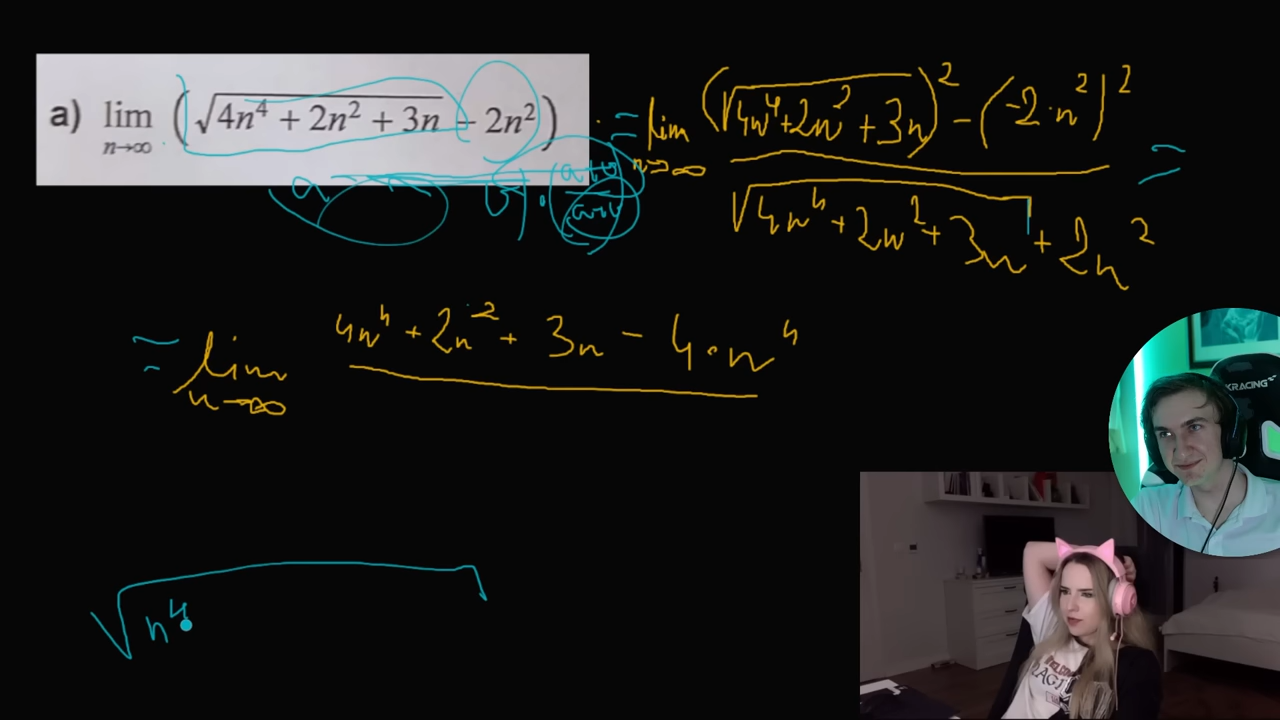 a) lim n→∞ (√4n⁴ + 2n² + 3n − 2n²)
= lim n→∞ (√4n⁴+2n²+3n)² − (−2·n²)² / √4n⁴+2n²+3n + 2n² =
a b) · a+b / a+b
= lim n→∞ 4n⁴+2n²+3n − 4·n⁴
√n⁴
KRACING